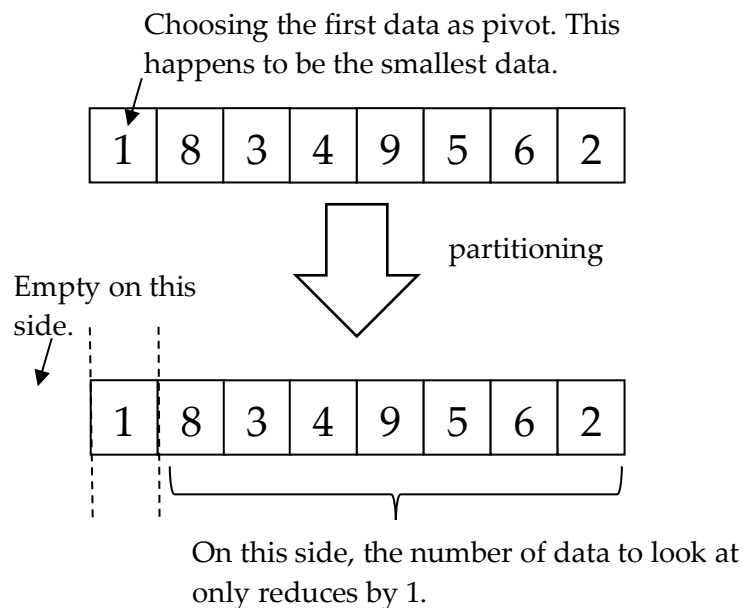 Choosing the first data as pivot. This
happens to be the smallest data.
1 8 3 4 9 5 6 2
partitioning
Empty on this
side.
1 8 3 4 9 5 6 2
On this side, the number of data to look at
only reduces by 1.